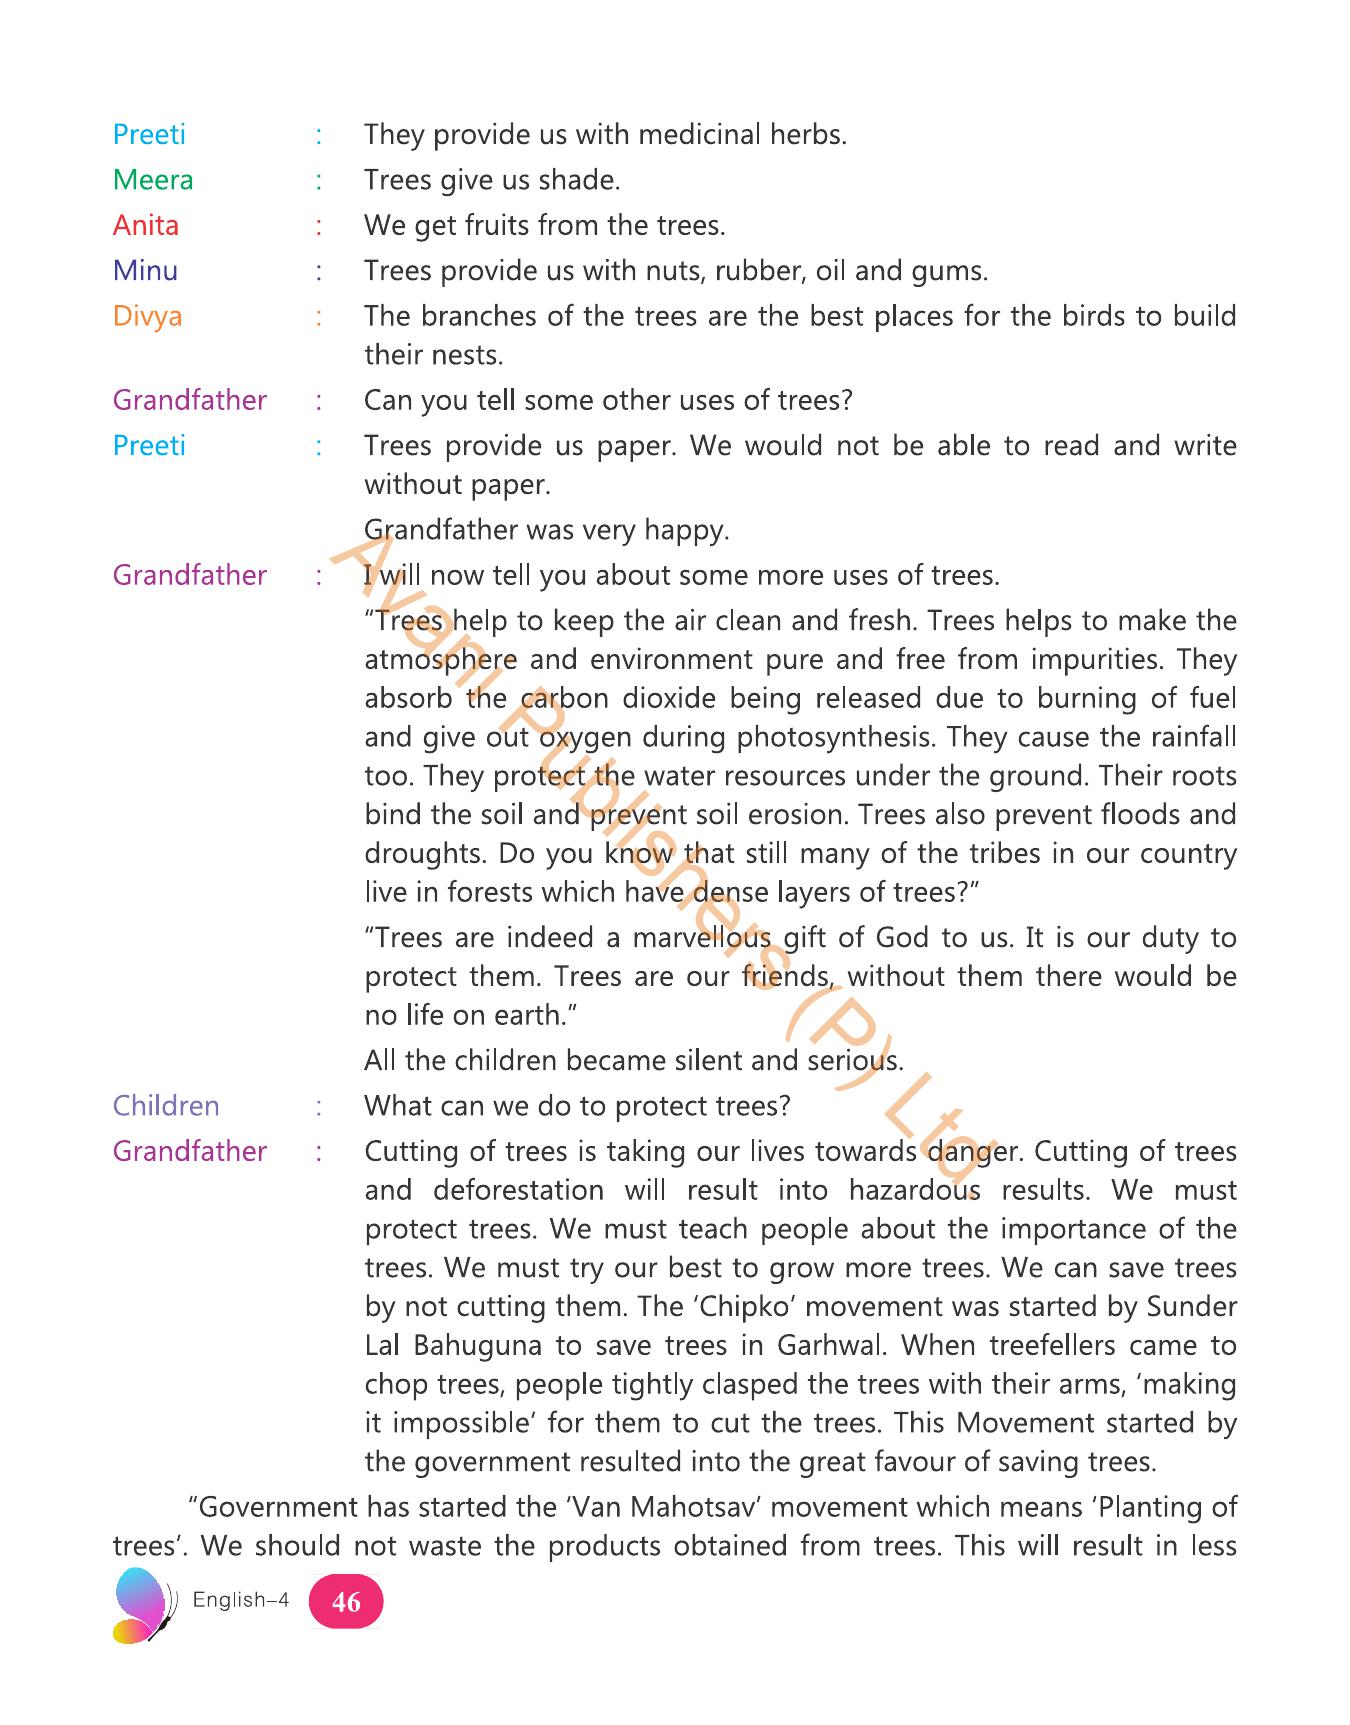 Preeti : They provide us with medicinal herbs.
Meera : Trees give us shade.
Anita : We get fruits from the trees.
Minu : Trees provide us with nuts, rubber, oil and gums.
Divya : The branches of the trees are the best places for the birds to build
their nests.
Grandfather : Can you tell some other uses of trees?
Preeti : Trees provide us paper. We would not be able to read and write
without paper.
Grandfather was very happy.
Grandfather : I will now tell you about some more uses of trees.
“Trees help to keep the air clean and fresh. Trees helps to make the
atmosphere and environment pure and free from impurities. They
absorb the carbon dioxide being released due to burning of fuel
and give out oxygen during photosynthesis. They cause the rainfall
too. They protect the water resources under the ground. Their roots
bind the soil and prevent soil erosion. Trees also prevent floods and
droughts. Do you know that still many of the tribes in our country
live in forests which have dense layers of trees?”
“Trees are indeed a marvellous gift of God to us. It is our duty to
protect them. Trees are our friends, without them there would be
no life on earth.”
All the children became silent and serious.
Children : What can we do to protect trees?
Grandfather : Cutting of trees is taking our lives towards danger. Cutting of trees
and deforestation will result into hazardous results. We must
protect trees. We must teach people about the importance of the
trees. We must try our best to grow more trees. We can save trees
by not cutting them. The ‘Chipko’ movement was started by Sunder
Lal Bahuguna to save trees in Garhwal. When treefellers came to
chop trees, people tightly clasped the trees with their arms, ‘making
it impossible’ for them to cut the trees. This Movement started by
the government resulted into the great favour of saving trees.
“Government has started the ‘Van Mahotsav’ movement which means ‘Planting of
trees’. We should not waste the products obtained from trees. This will result in less
English–4 46
Avani Publishers (P) Ltd.